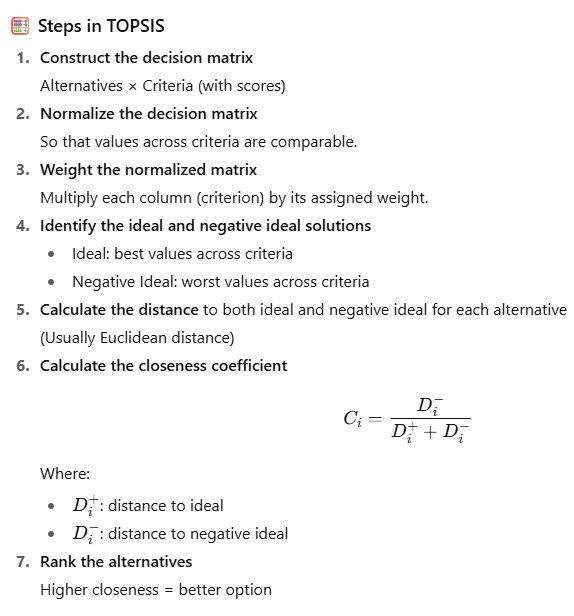 🧮 Steps in TOPSIS
1. Construct the decision matrix
Alternatives × Criteria (with scores)
2. Normalize the decision matrix
So that values across criteria are comparable.
3. Weight the normalized matrix
Multiply each column (criterion) by its assigned weight.
4. Identify the ideal and negative ideal solutions
• Ideal: best values across criteria
• Negative Ideal: worst values across criteria
5. Calculate the distance to both ideal and negative ideal for each alternative
(Usually Euclidean distance)
6. Calculate the closeness coefficient
$C_i = \frac{D_i^-}{D_i^+ + D_i^-}$
Where:
• $D_i^+$: distance to ideal
• $D_i^-$: distance to negative ideal
7. Rank the alternatives
Higher closeness = better option